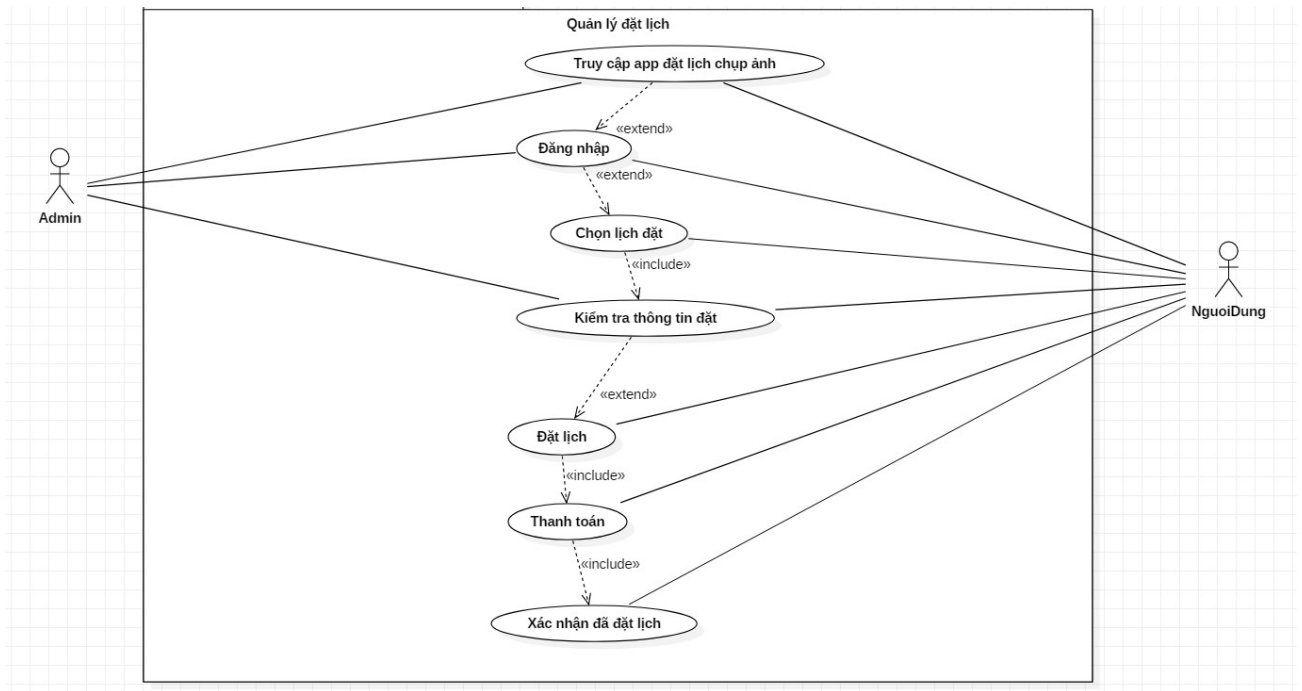 Quản lý đặt lịch
Truy cập app đặt lịch chụp ảnh
«extend»
Đăng nhập
«extend»
Admin
Chọn lịch đặt
«include»
Kiểm tra thông tin đặt
NguoiDung
«extend»
Đặt lịch
«include»
Thanh toán
«include»
Xác nhận đã đặt lịch